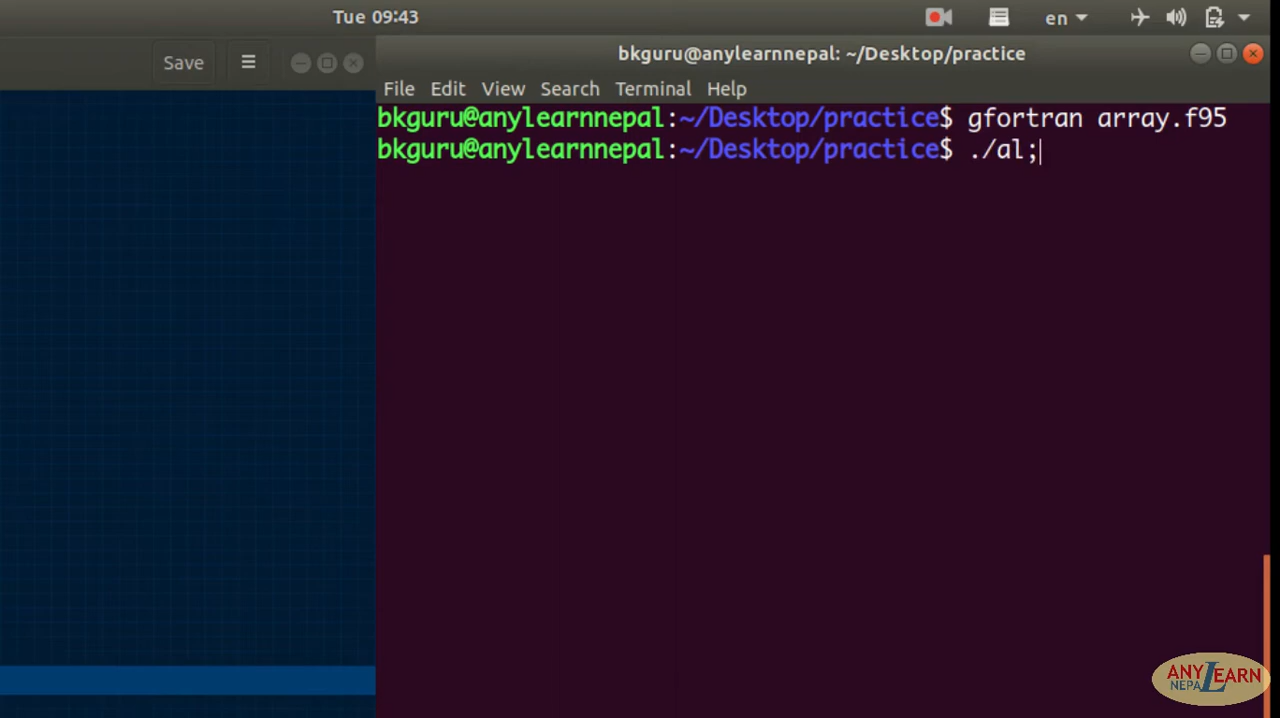 Tue 09:43
en
Save
bkguru@anylearnnepal: ~/Desktop/practice
File Edit View Search Terminal Help
bkguru@anylearnnepal:~/Desktop/practice$ gfortran array.f95
bkguru@anylearnnepal:~/Desktop/practice$ ./al;
ANY LEARN
NEPAL